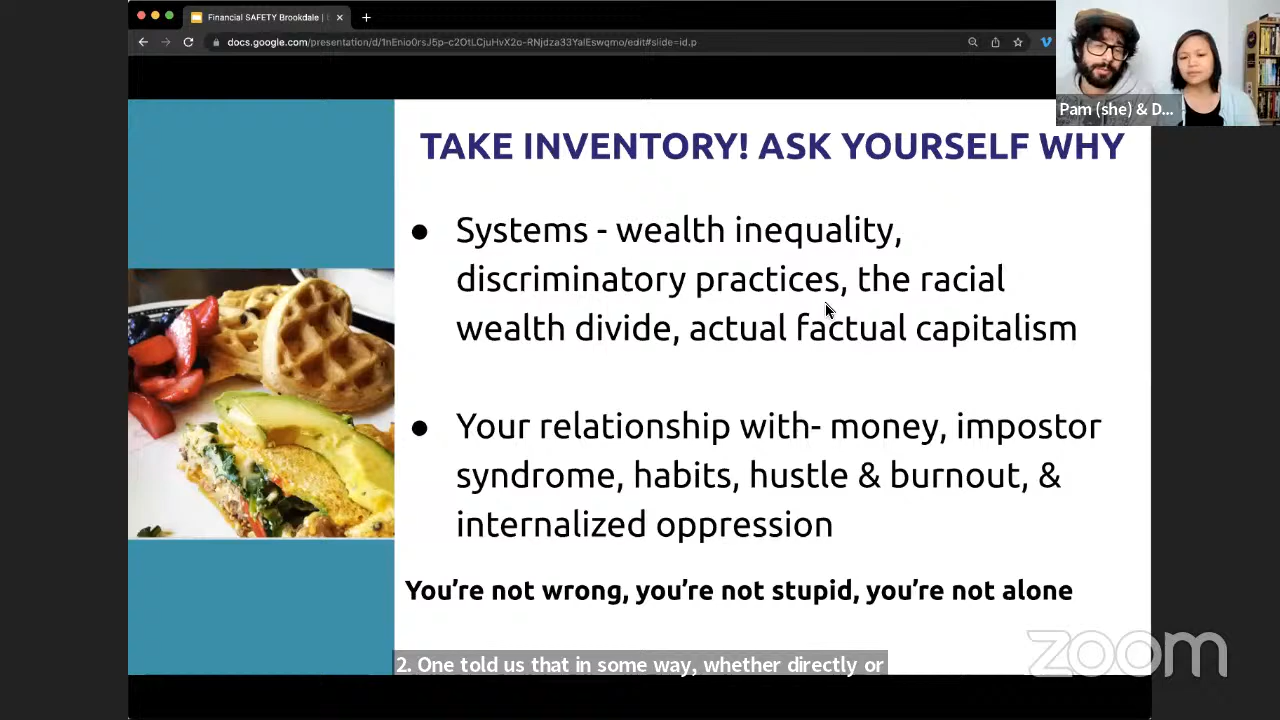 Financial SAFETY Brookdale |
docs.google.com/presentation/d/1nEnio0rsJ5p-c2OtLCjuHvX2o-RNjdza33YalEswqmo/edit#slide=id.p
Pam (she) & D...
TAKE INVENTORY! ASK YOURSELF WHY
● Systems - wealth inequality,
discriminatory practices, the racial
wealth divide, actual factual capitalism
● Your relationship with- money, impostor
syndrome, habits, hustle & burnout, &
internalized oppression
You're not wrong, you're not stupid, you're not alone
2. One told us that in some way, whether directly or
zoom